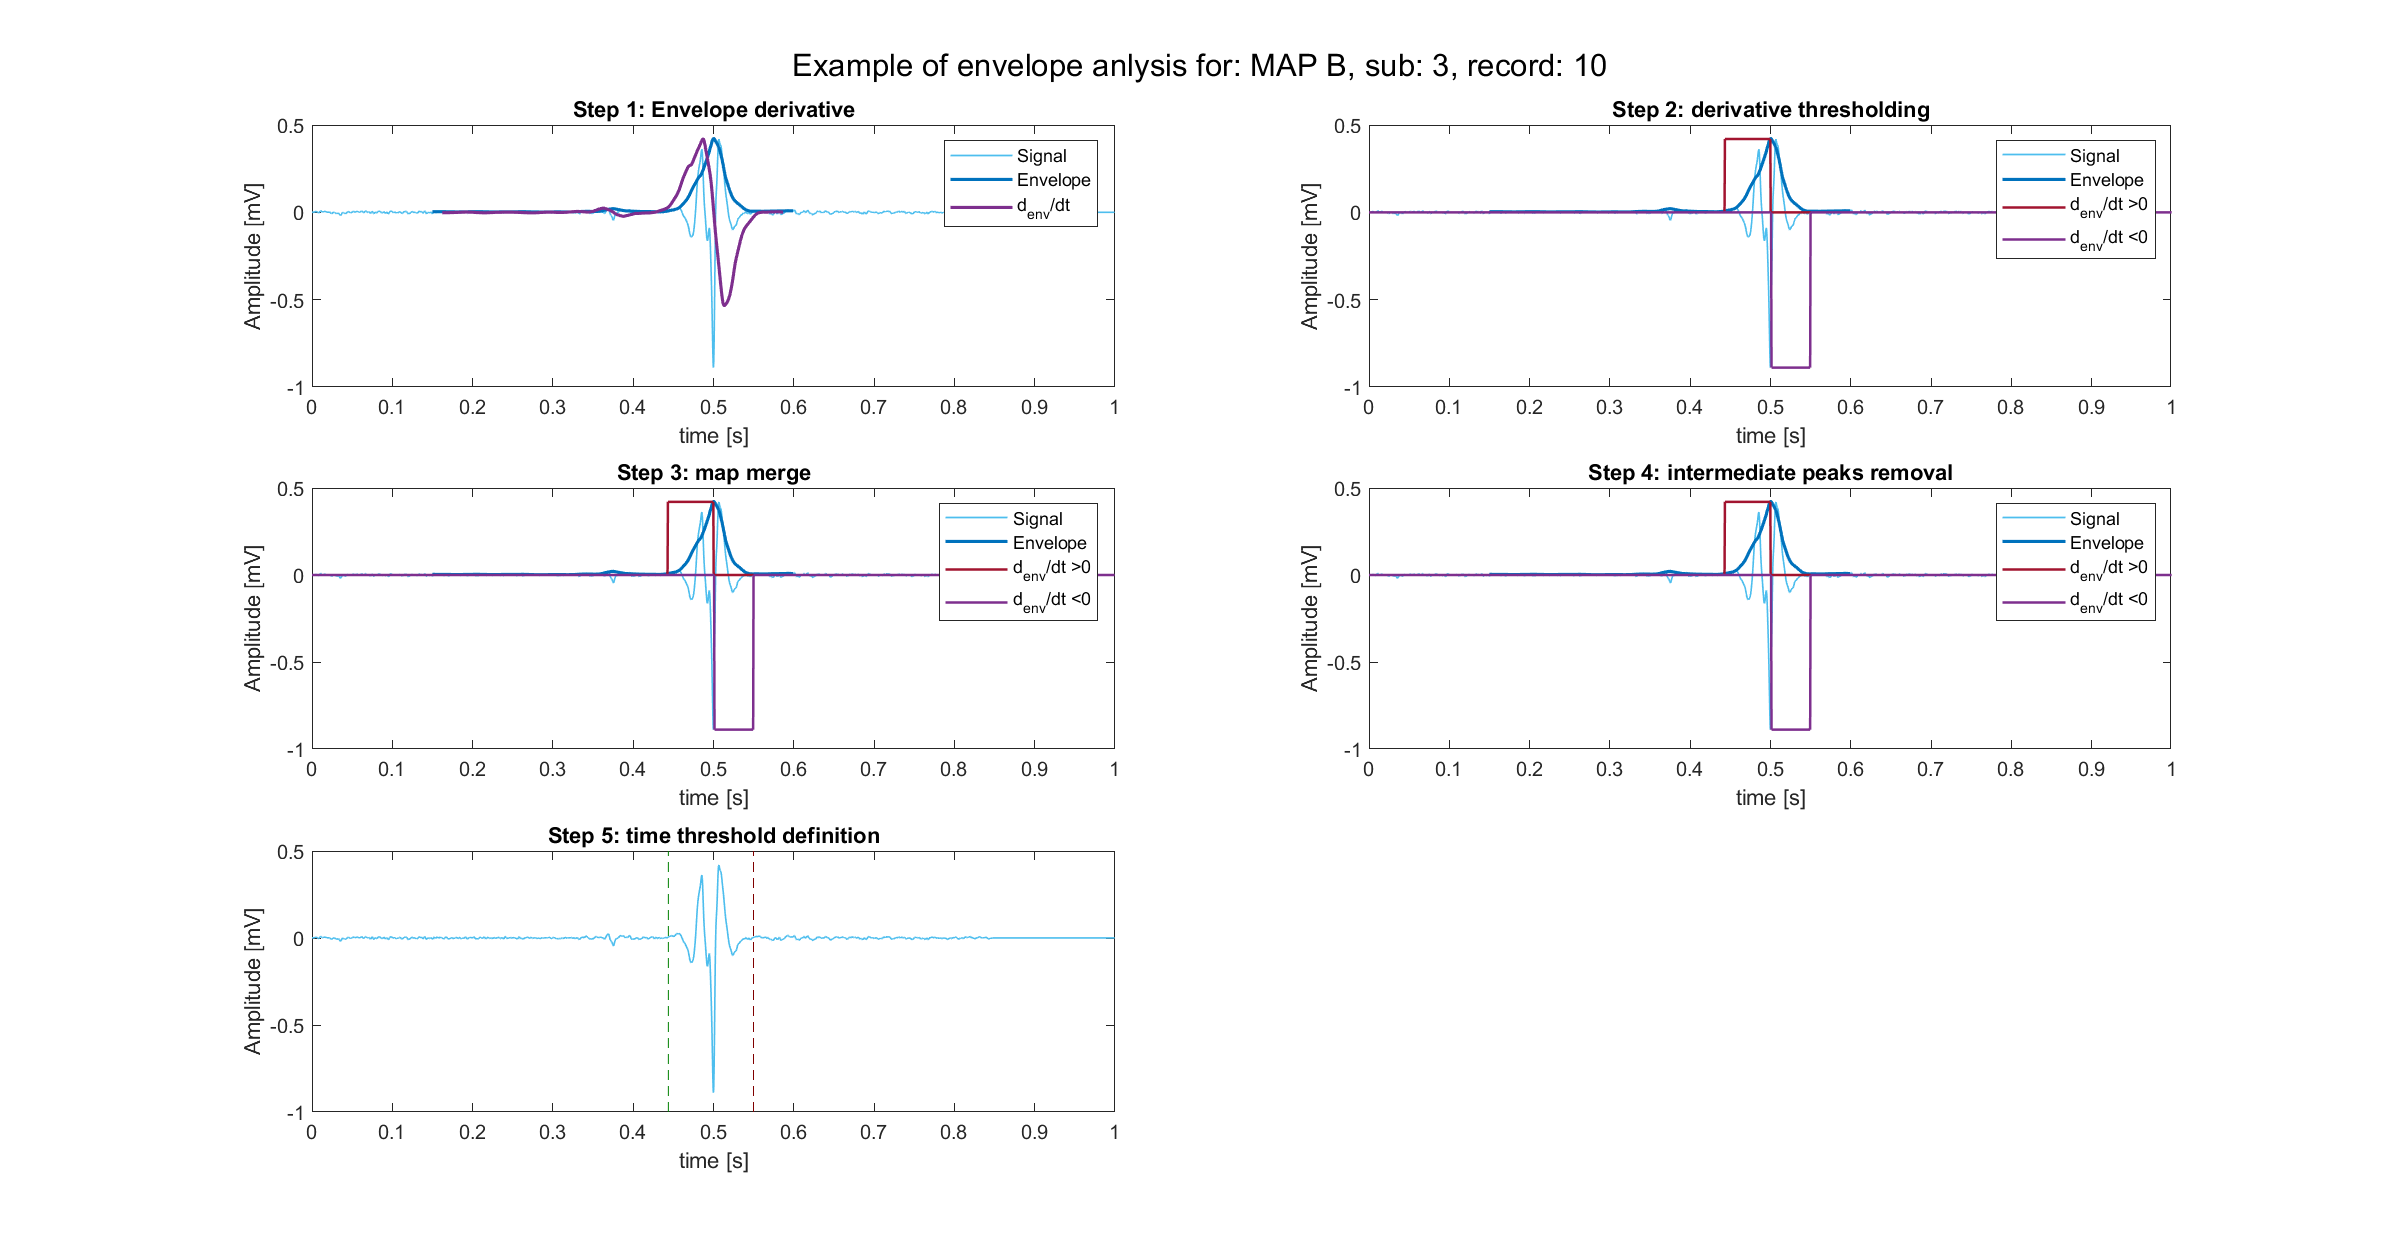 Example of envelope anlysis for: MAP B, sub: 3, record: 10
Step 1: Envelope derivative
0.5
0
-0.5
-1
Amplitude [mV]
0 0.1 0.2 0.3 0.4 0.5 0.6 0.7 0.8 0.9 1
time [s]
Signal
Envelope
d_env/dt
Step 2: derivative thresholding
0.5
0
-0.5
-1
Amplitude [mV]
0 0.1 0.2 0.3 0.4 0.5 0.6 0.7 0.8 0.9 1
time [s]
Signal
Envelope
d_env/dt >0
d_env/dt <0
Step 3: map merge
0.5
0
-0.5
-1
Amplitude [mV]
0 0.1 0.2 0.3 0.4 0.5 0.6 0.7 0.8 0.9 1
time [s]
Signal
Envelope
d_env/dt >0
d_env/dt <0
Step 4: intermediate peaks removal
0.5
0
-0.5
-1
Amplitude [mV]
0 0.1 0.2 0.3 0.4 0.5 0.6 0.7 0.8 0.9 1
time [s]
Signal
Envelope
d_env/dt >0
d_env/dt <0
Step 5: time threshold definition
0.5
0
-0.5
-1
Amplitude [mV]
0 0.1 0.2 0.3 0.4 0.5 0.6 0.7 0.8 0.9 1
time [s]